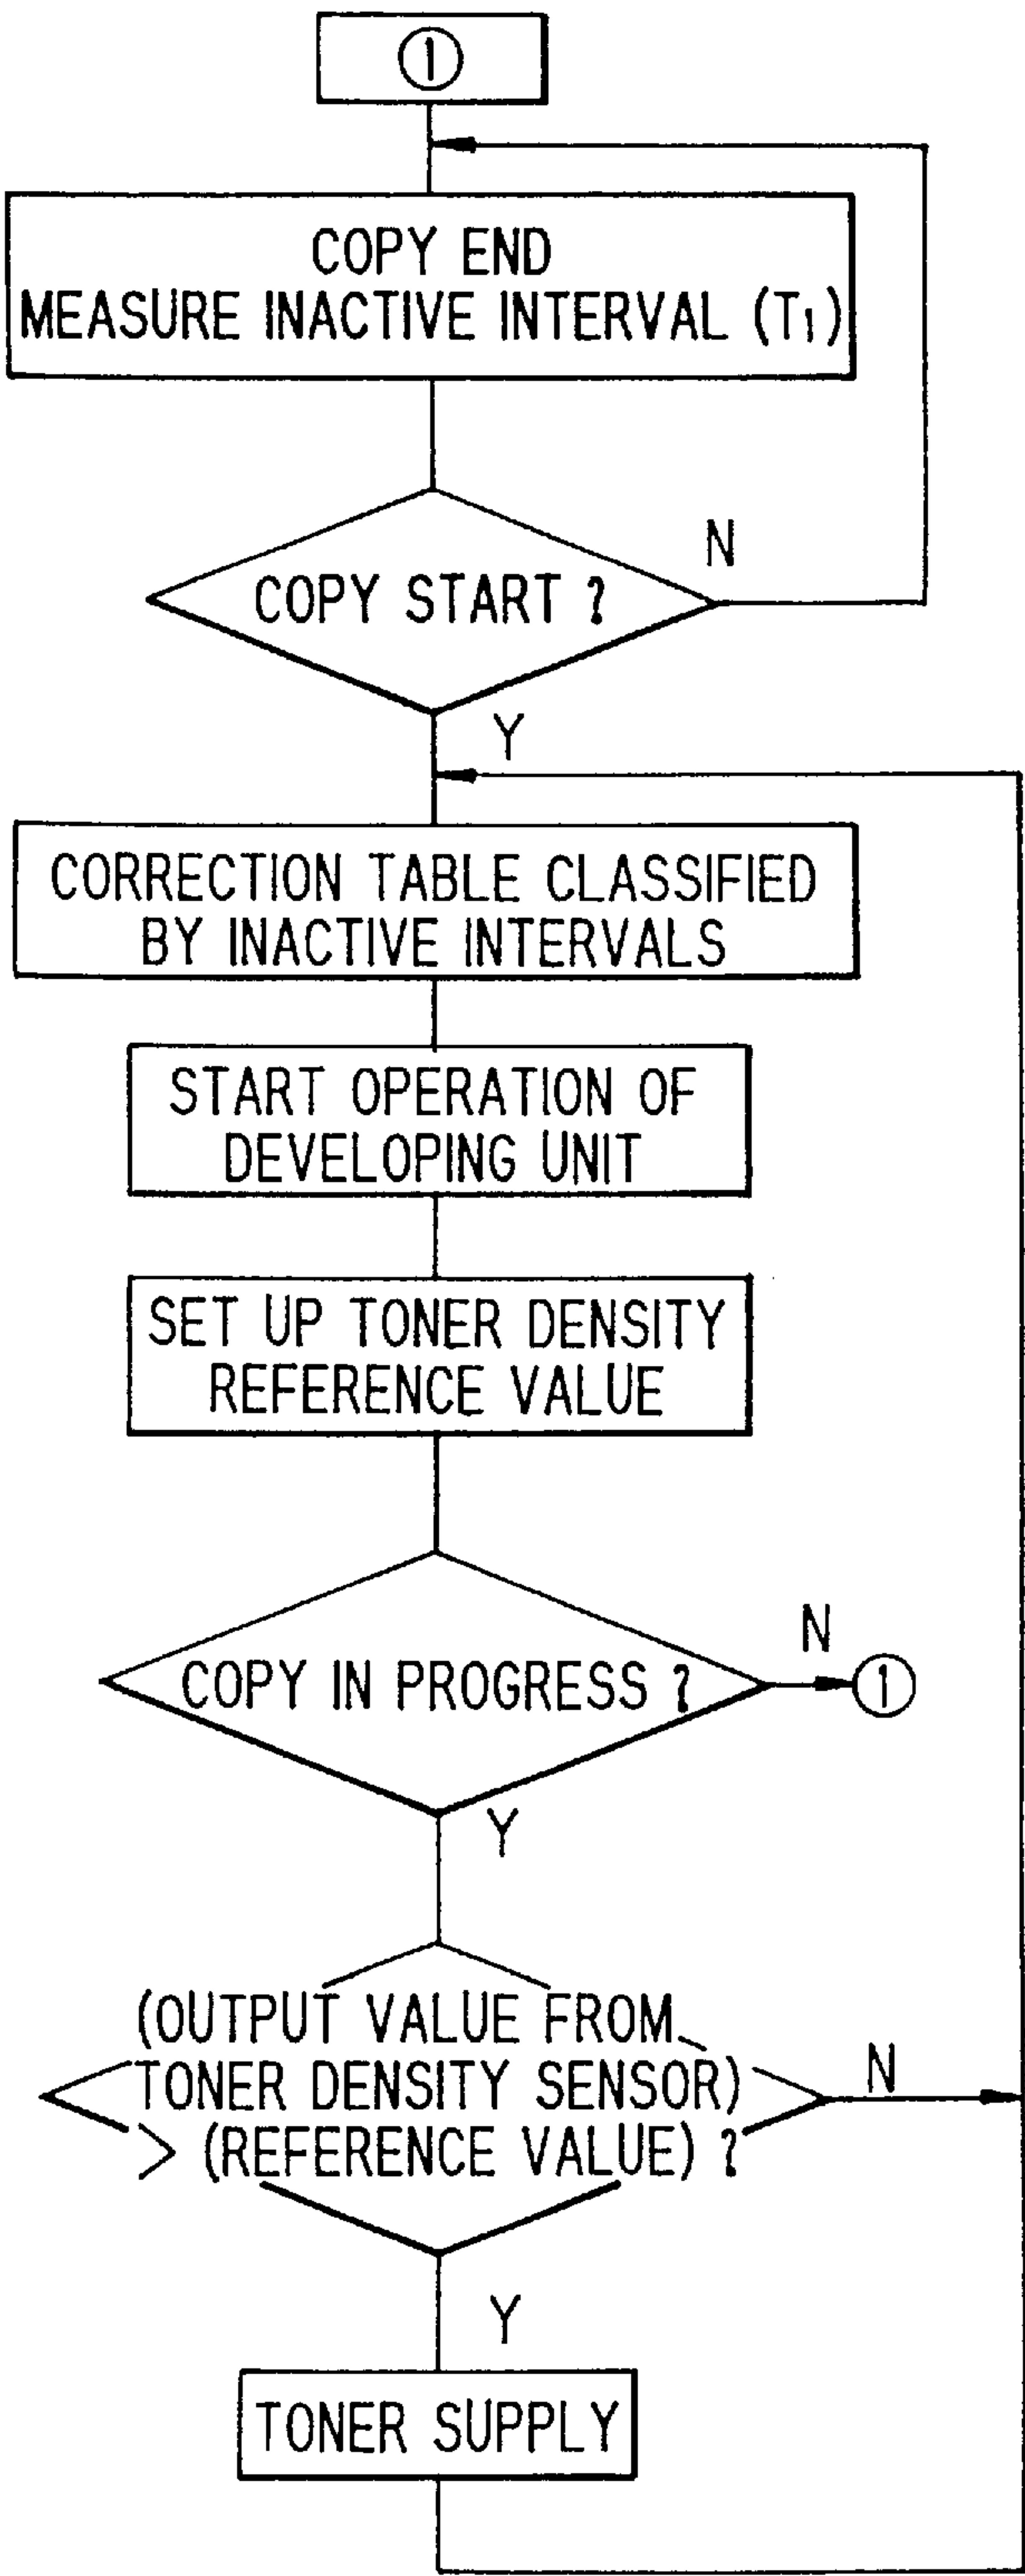 ①
COPY END
MEASURE INACTIVE INTERVAL (T₁)
COPY START ?
N
Y
CORRECTION TABLE CLASSIFIED
BY INACTIVE INTERVALS
START OPERATION OF
DEVELOPING UNIT
SET UP TONER DENSITY
REFERENCE VALUE
COPY IN PROGRESS ?
N
①
Y
(OUTPUT VALUE FROM
TONER DENSITY SENSOR)
> (REFERENCE VALUE) ?
N
Y
TONER SUPPLY